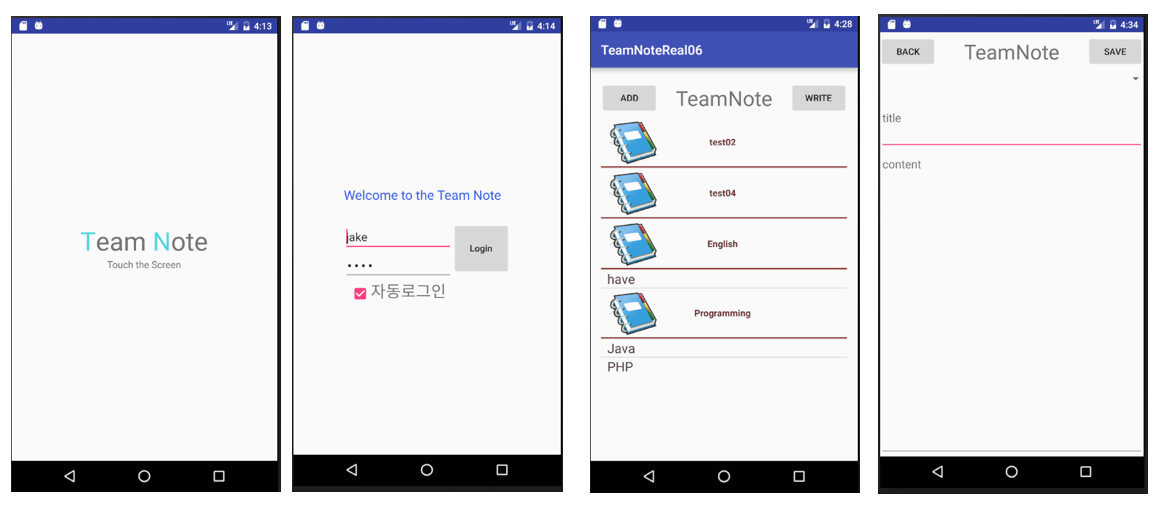 4:13
Team Note
Touch the Screen
4:14
Welcome to the Team Note
jake
Login
자동로그인
4:28
TeamNoteReal06
ADD TeamNote WRITE
test02
test04
English
have
Programming
Java
PHP
4:34
BACK TeamNote SAVE
title
content